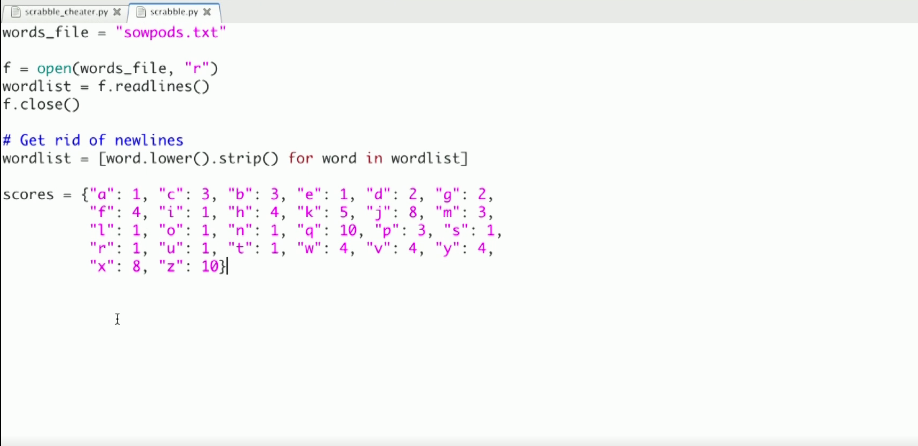 scrabble_cheater.py
scrabble.py
words_file = "sowpods.txt"
f = open(words_file, "r")
wordlist = f.readlines()
f.close()
# Get rid of newlines
wordlist = [word.lower().strip() for word in wordlist]
scores = {"a": 1, "c": 3, "b": 3, "e": 1, "d": 2, "g": 2,
"f": 4, "i": 1, "h": 4, "k": 5, "j": 8, "m": 3,
"l": 1, "o": 1, "n": 1, "q": 10, "p": 3, "s": 1,
"r": 1, "u": 1, "t": 1, "w": 4, "v": 4, "y": 4,
"x": 8, "z": 10}